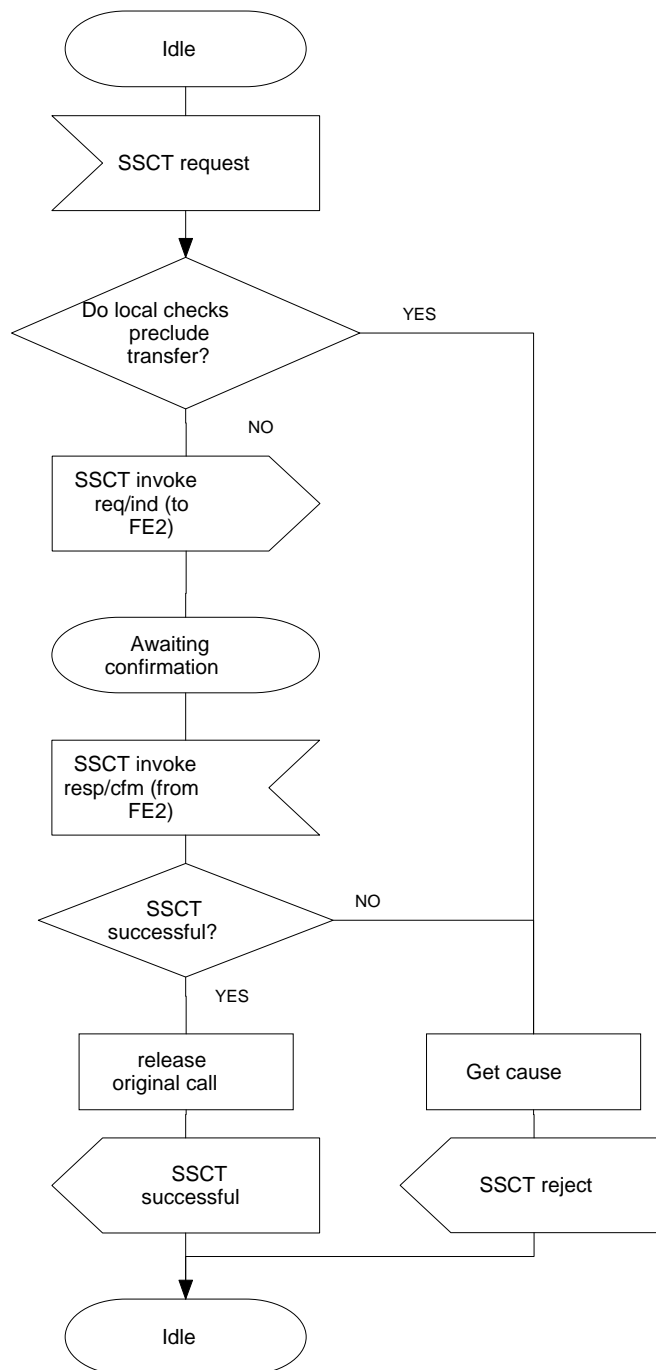 Idle
SSCT request
Do local checks
preclude
transfer?
YES
NO
SSCT invoke
req/ind (to
FE2)
Awaiting
confirmation
SSCT invoke
resp/cfm (from
FE2)
SSCT
successful?
NO
YES
release
original call
Get cause
SSCT
successful
SSCT reject
Idle